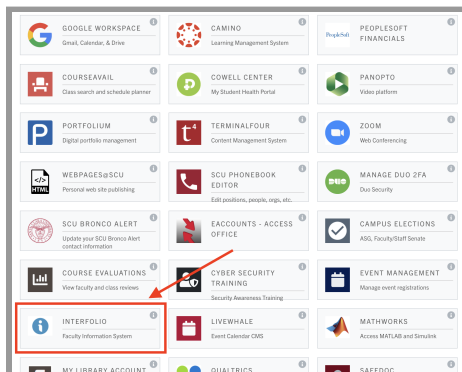 GOOGLE WORKSPACE
Gmail, Calendar, & Drive
CAMINO
Learning Management System
PeopleSoft
PEOPLESOFT
FINANCIALS
COURSEAVAIL
Class search and schedule planner
COWELL CENTER
My Student Health Portal
PANOPTO
Video platform
P
PORTFOLIUM
Digital portfolio management
t4
TERMINALFOUR
Content Management System
ZOOM
Web Conferencing
</>
HTML
WEBPAGES@SCU
Personal web site publishing
SCU PHONEBOOK
EDITOR
Edit positions, people, orgs, etc.
DUO
MANAGE DUO 2FA
Duo Security
SCU BRONCO ALERT
Update your SCU Bronco Alert
contact information
EACCOUNTS - ACCESS
OFFICE
CAMPUS ELECTIONS
ASG, Faculty/Staff Senate
COURSE EVALUATIONS
View faculty and class reviews
CYBER SECURITY
TRAINING
Security Awareness Training
EVENT MANAGEMENT
Manage event registrations
i
INTERFOLIO
Faculty Information System
LIVEWHALE
Event Calendar CMS
MATHWORKS
Access MATLAB and Simulink
MY LIBRARY ACCOUNT
QUALTRICS
SAFEDOC